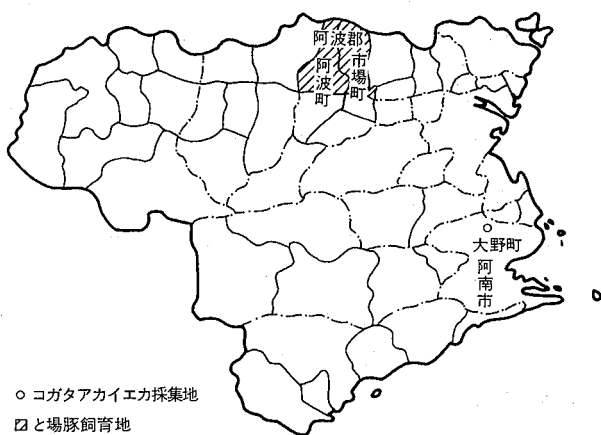 阿波郡
阿波町
市場町
大野町
阿南市
○ コガタアカイエカ採集地
▨ と場豚飼育地